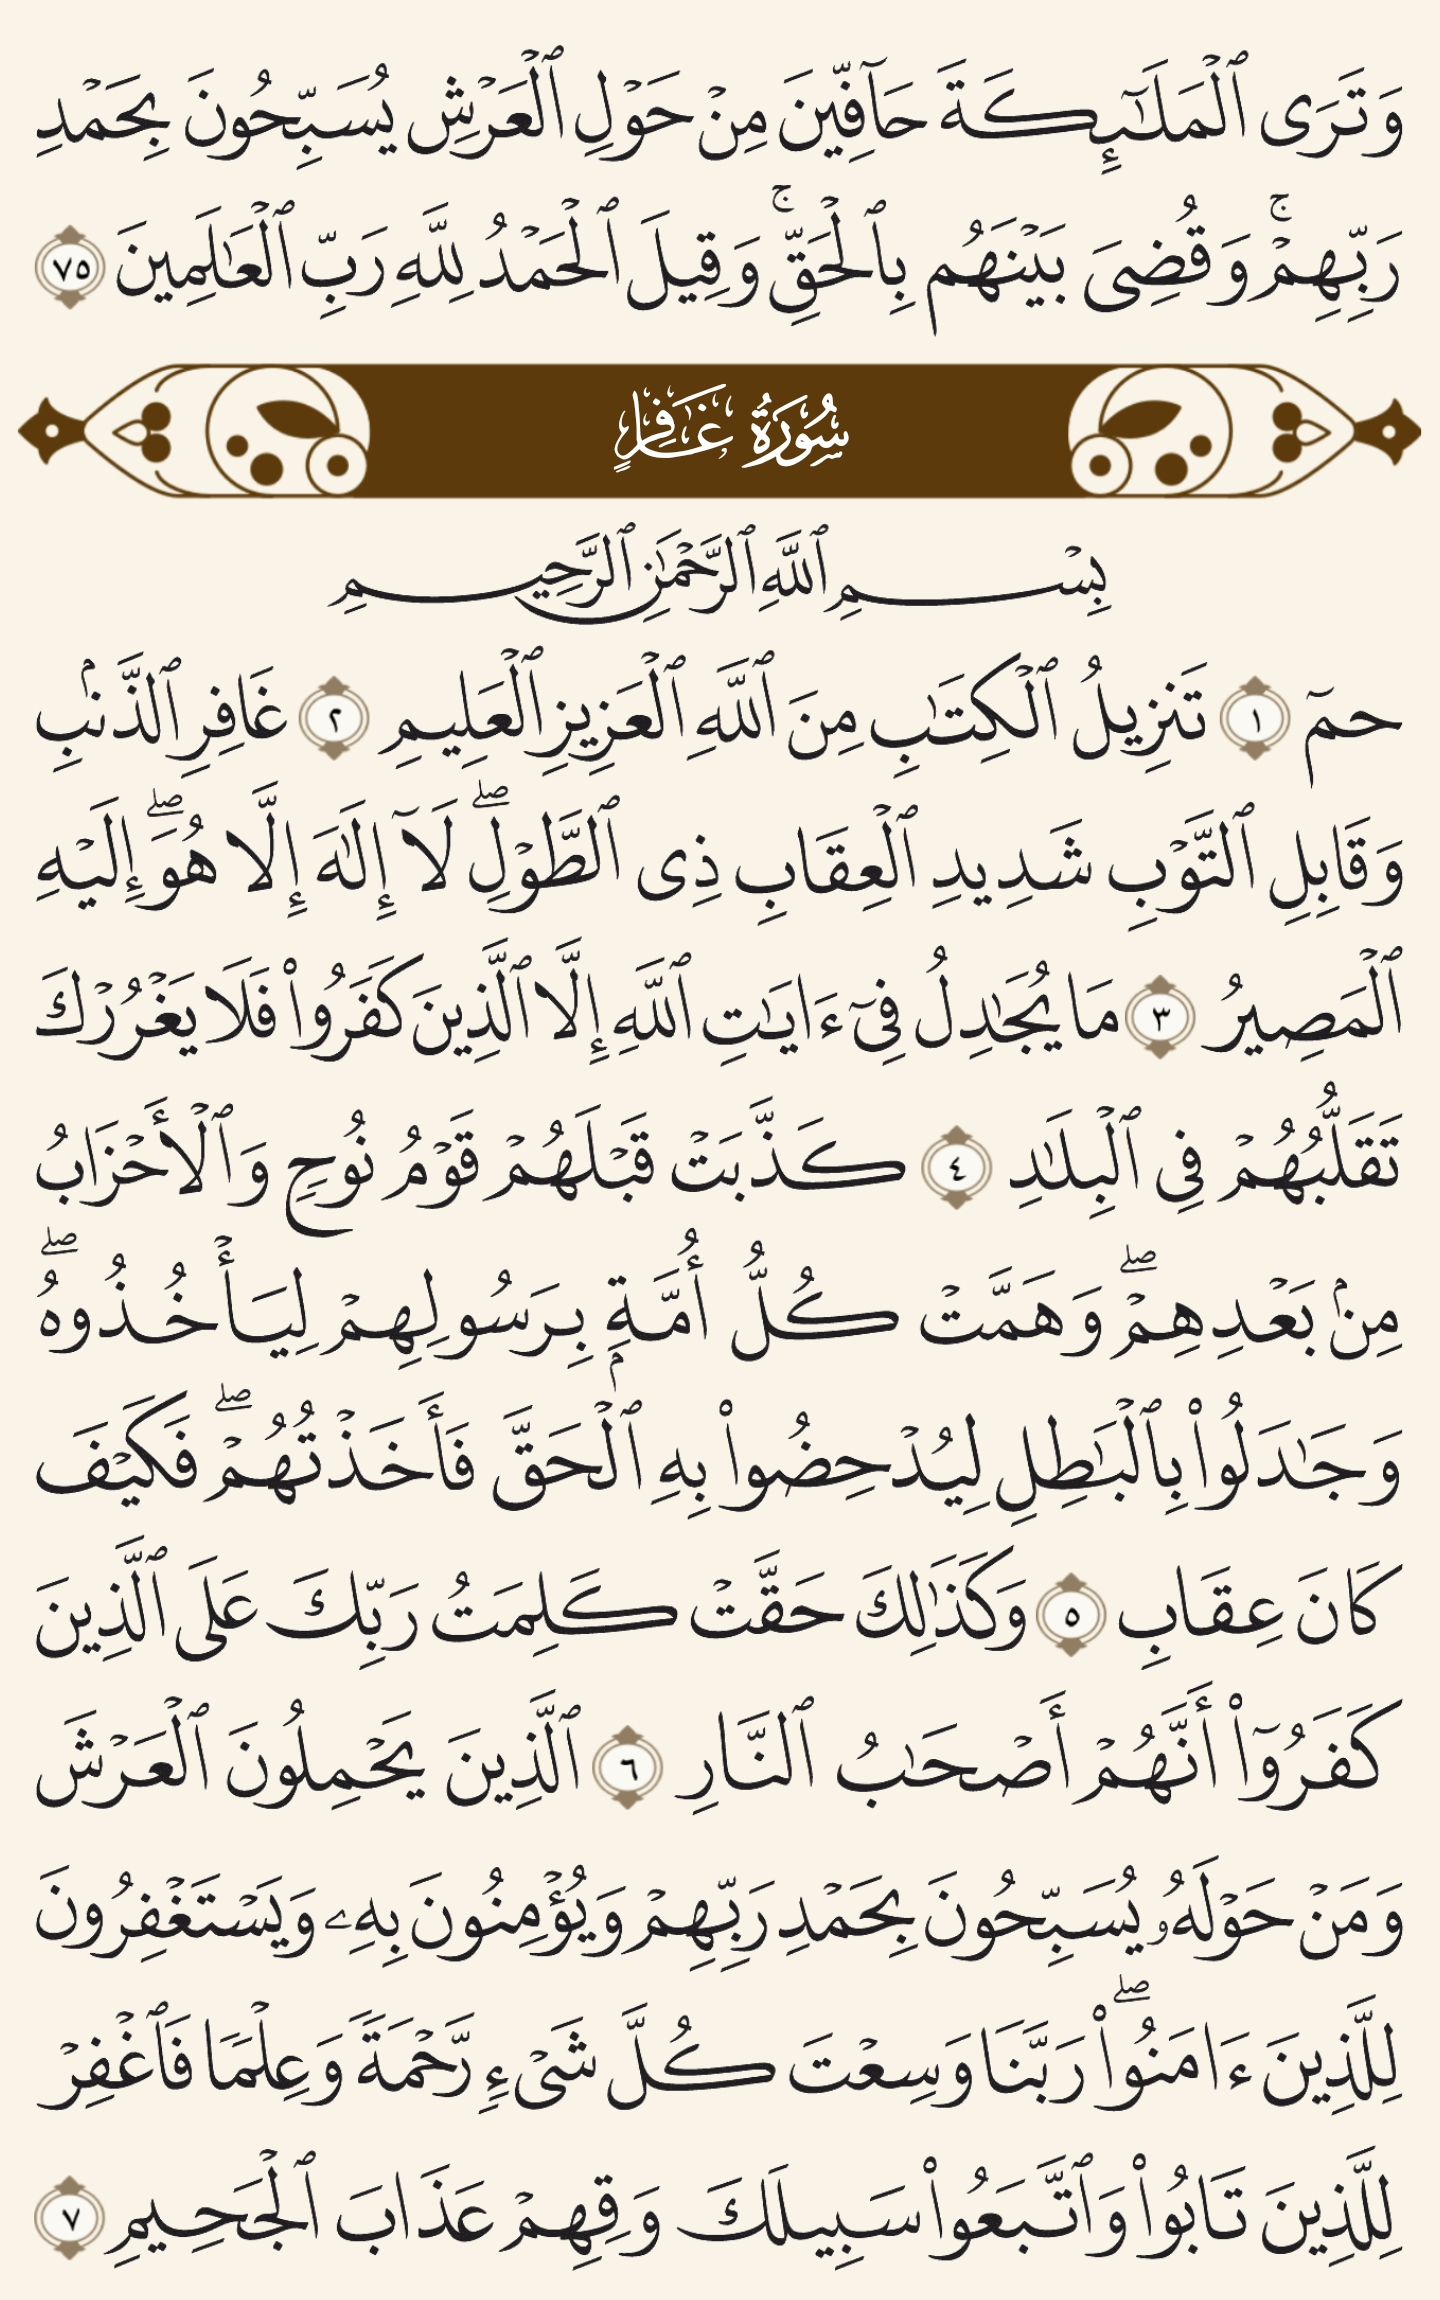 وَتَرَى ٱلْمَلَـٰٓئِكَةَ حَآفِّينَ مِنْ حَوْلِ ٱلْعَرْشِ يُسَبِّحُونَ بِحَمْدِ
رَبِّهِمْ ۚ وَقُضِىَ بَيْنَهُم بِٱلْحَقِّ ۚ وَقِيلَ ٱلْحَمْدُ لِلَّهِ رَبِّ ٱلْعَـٰلَمِينَ ٧٥
سُورَةُ غَافِرٍ
بِسْمِ ٱللَّهِ ٱلرَّحْمَـٰنِ ٱلرَّحِيمِ
حمٓ ١ تَنزِيلُ ٱلْكِتَـٰبِ مِنَ ٱللَّهِ ٱلْعَزِيزِ ٱلْعَلِيمِ ٢ غَافِرِ ٱلذَّنۢبِ
وَقَابِلِ ٱلتَّوْبِ شَدِيدِ ٱلْعِقَابِ ذِى ٱلطَّوْلِ ۖ لَآ إِلَـٰهَ إِلَّا هُوَ ۖ إِلَيْهِ
ٱلْمَصِيرُ ٣ مَا يُجَـٰدِلُ فِىٓ ءَايَـٰتِ ٱللَّهِ إِلَّا ٱلَّذِينَ كَفَرُوا۟ فَلَا يَغْرُرْكَ
تَقَلُّبُهُمْ فِى ٱلْبِلَـٰدِ ٤ كَذَّبَتْ قَبْلَهُمْ قَوْمُ نُوحٍ وَٱلْأَحْزَابُ
مِنۢ بَعْدِهِمْ ۖ وَهَمَّتْ كُلُّ أُمَّةٍۭ بِرَسُولِهِمْ لِيَأْخُذُوهُ ۖ
وَجَـٰدَلُوا۟ بِٱلْبَـٰطِلِ لِيُدْحِضُوا۟ بِهِ ٱلْحَقَّ فَأَخَذْتُهُمْ ۖ فَكَيْفَ
كَانَ عِقَابِ ٥ وَكَذَٰلِكَ حَقَّتْ كَلِمَتُ رَبِّكَ عَلَى ٱلَّذِينَ
كَفَرُوٓا۟ أَنَّهُمْ أَصْحَـٰبُ ٱلنَّارِ ٦ ٱلَّذِينَ يَحْمِلُونَ ٱلْعَرْشَ
وَمَنْ حَوْلَهُۥ يُسَبِّحُونَ بِحَمْدِ رَبِّهِمْ وَيُؤْمِنُونَ بِهِۦ وَيَسْتَغْفِرُونَ
لِلَّذِينَ ءَامَنُوا۟ ۖ رَبَّنَا وَسِعْتَ كُلَّ شَىْءٍ رَّحْمَةً وَعِلْمًا فَٱغْفِرْ
لِلَّذِينَ تَابُوا۟ وَٱتَّبَعُوا۟ سَبِيلَكَ وَقِهِمْ عَذَابَ ٱلْجَحِيمِ ٧